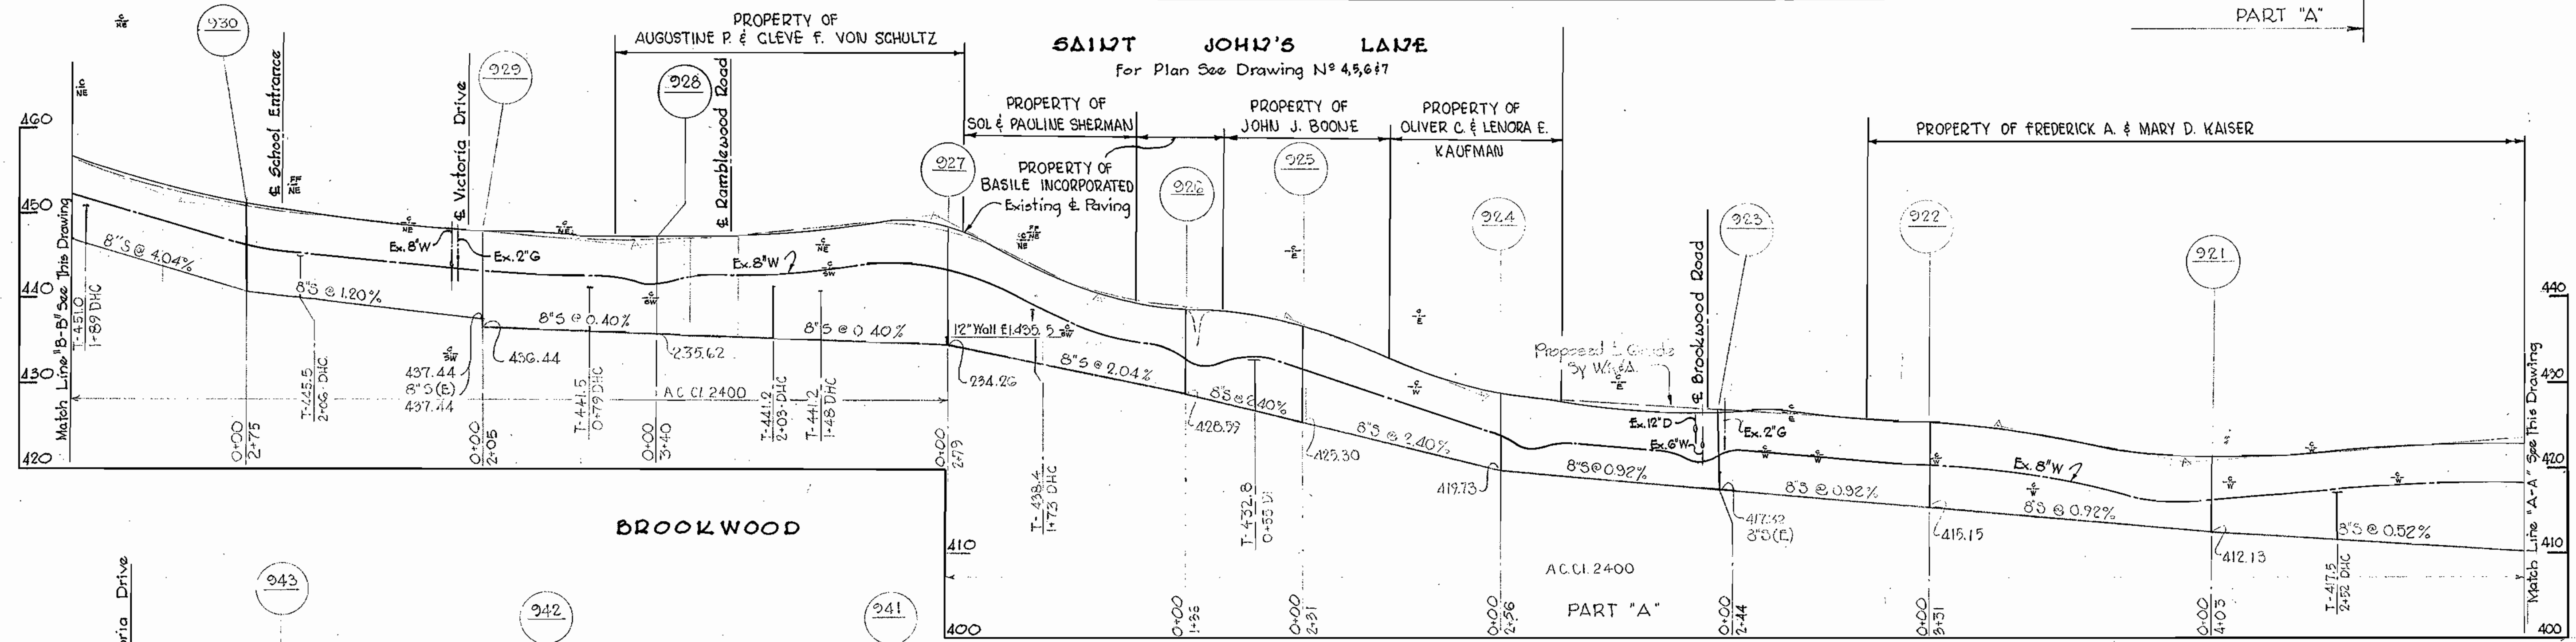 PART "A"
PROPERTY OF
AUGUSTINE P. & CLEVE F. VON SCHULTZ
SAINT JOHN'S LANE
For Plan See Drawing Nº 4,5,6&7
930
929
928
927
926
925
924
923
922
921
℄ School Entrance
℄ Victoria Drive
℄ Ramblewood Road
PROPERTY OF
SOL & PAULINE SHERMAN
PROPERTY OF
JOHN J. BOONE
PROPERTY OF
OLIVER C. & LENORA E.
KAUFMAN
PROPERTY OF FREDERICK A. & MARY D. KAISER
PROPERTY OF
BASILE INCORPORATED
Existing ℄ Paving
460
450
440
430
420
Match Line "B-B" See This Drawing
8"S @ 4.04%
T-451.0
1+89 DHC
8"S @ 1.20%
T-445.5
2+06 DHC
Ex. 8"W
Ex. 2"G
437.44
8"S (E)
437.44
436.44
8"S @ 0.40%
T-441.5
0+79 DHC
235.62
Ex. 8"W
8"S @ 0.40%
T-441.2
2+03 DHC
T-441.2
1+48 DHC
A.C. Cl. 2400
12" Wall El. 435.5
234.26
8"S @ 2.04%
T-438.4
1+73 DHC
428.59
8"S @ 2.40%
T-432.8
425.30
8"S @ 2.40%
419.73
Proposed ℄ Grade
℄ Brookwood Road
Ex. 12"D
Ex. 6"W
Ex. 2"G
8"S @ 0.92%
417.32
8"S (E)
8"S @ 0.92%
415.15
Ex. 8"W
8"S @ 0.92%
412.13
8"S @ 0.52%
T-417.5
2+52 DHC
Match Line "A-A" See This Drawing
440
430
420
410
400
410
400
0+00
2+75
0+00
2+05
0+00
3+40
0+00
2+79
0+00
0+00
2+31
0+00
2+56
0+00
2+44
0+00
3+31
0+00
4+03
A.C. Cl. 2400
PART "A"
BROOKWOOD
943
942
941
ria Drive